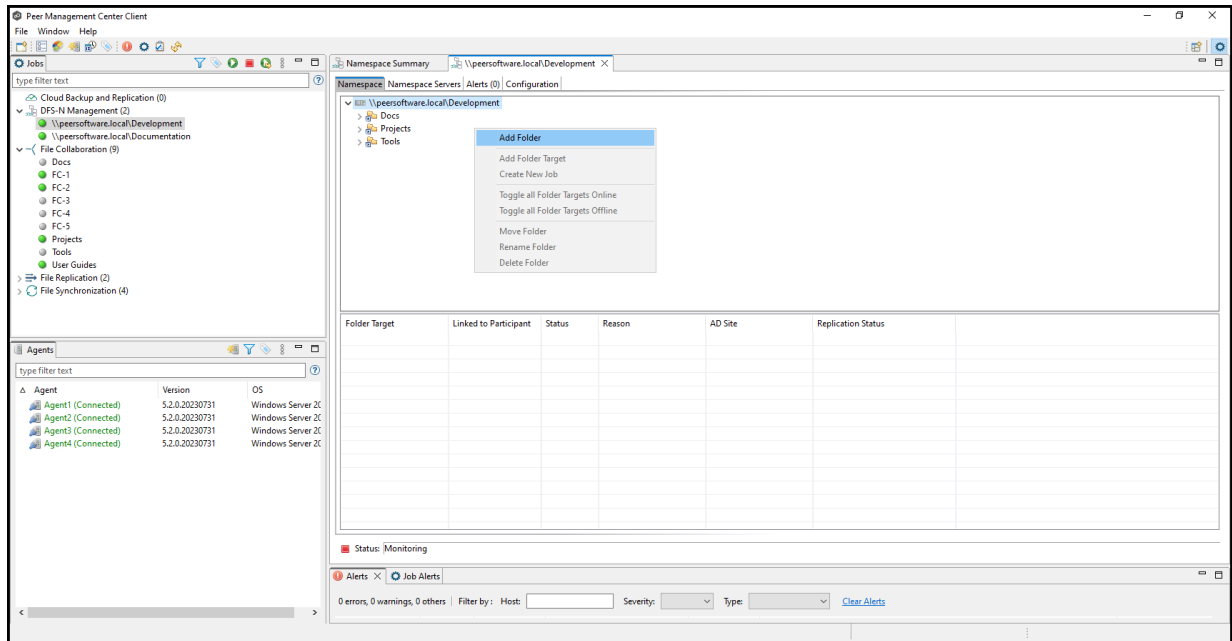 Peer Management Center Client
File Window Help
Jobs
type filter text
Cloud Backup and Replication (0)
DFS-N Management (2)
\\peersoftware.local\Development
\\peersoftware.local\Documentation
File Collaboration (9)
Docs
FC-1
FC-2
FC-3
FC-4
FC-5
Projects
Tools
User Guides
File Replication (2)
File Synchronization (4)
Agents
type filter text
Agent Version OS
Agent1 (Connected) 5.2.0.20230731 Windows Server 20
Agent2 (Connected) 5.2.0.20230731 Windows Server 20
Agent3 (Connected) 5.2.0.20230731 Windows Server 20
Agent4 (Connected) 5.2.0.20230731 Windows Server 20
Namespace Summary \\peersoftware.local\Development
Namespace Namespace Servers Alerts (0) Configuration
\\peersoftware.local\Development
Docs
Projects
Tools
Add Folder
Add Folder Target
Create New Job
Toggle all Folder Targets Online
Toggle all Folder Targets Offline
Move Folder
Rename Folder
Delete Folder
Folder Target Linked to Participant Status Reason AD Site Replication Status
Status: Monitoring
Alerts Job Alerts
0 errors, 0 warnings, 0 others Filter by : Host: Severity: Type: Clear Alerts